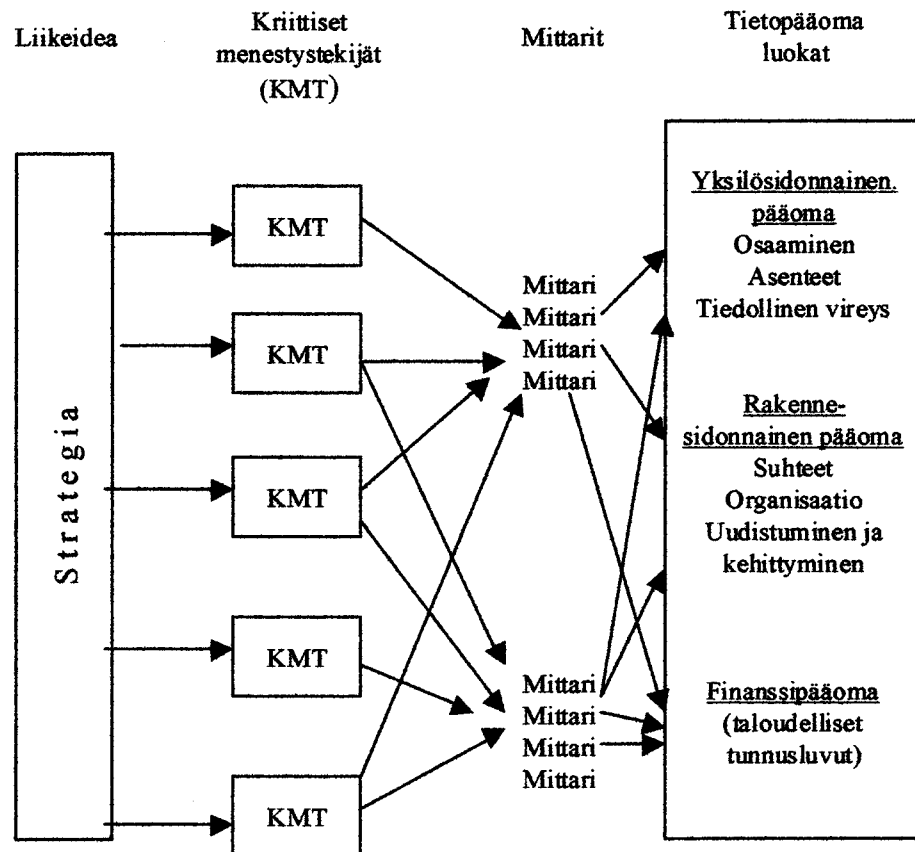 Liikeidea
Kriittiset
menestystekijät
(KMT)
Mittarit
Tietopääoma
luokat
Strategia
KMT
KMT
KMT
KMT
KMT
Mittari
Mittari
Mittari
Mittari
Mittari
Mittari
Mittari
Mittari
Yksilösidonnainen.
pääoma
Osaaminen
Asenteet
Tiedollinen vireys
Rakenne-
sidonnainen pääoma
Suhteet
Organisaatio
Uudistuminen ja
kehittyminen
Finanssipääoma
(taloudelliset
tunnusluvut)